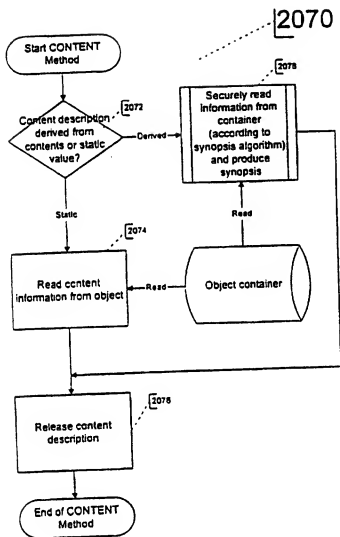 2070
Start CONTENT
Method
2072
2078
Content description
derived from
contents or static
value?
Derived
Securely read
information from
container
(according to
synopsis algorithm)
and produce
synopsis
Static
Read
2074
Read content
information from object
Read
Object container
2076
Release content
description
End of CONTENT
Method